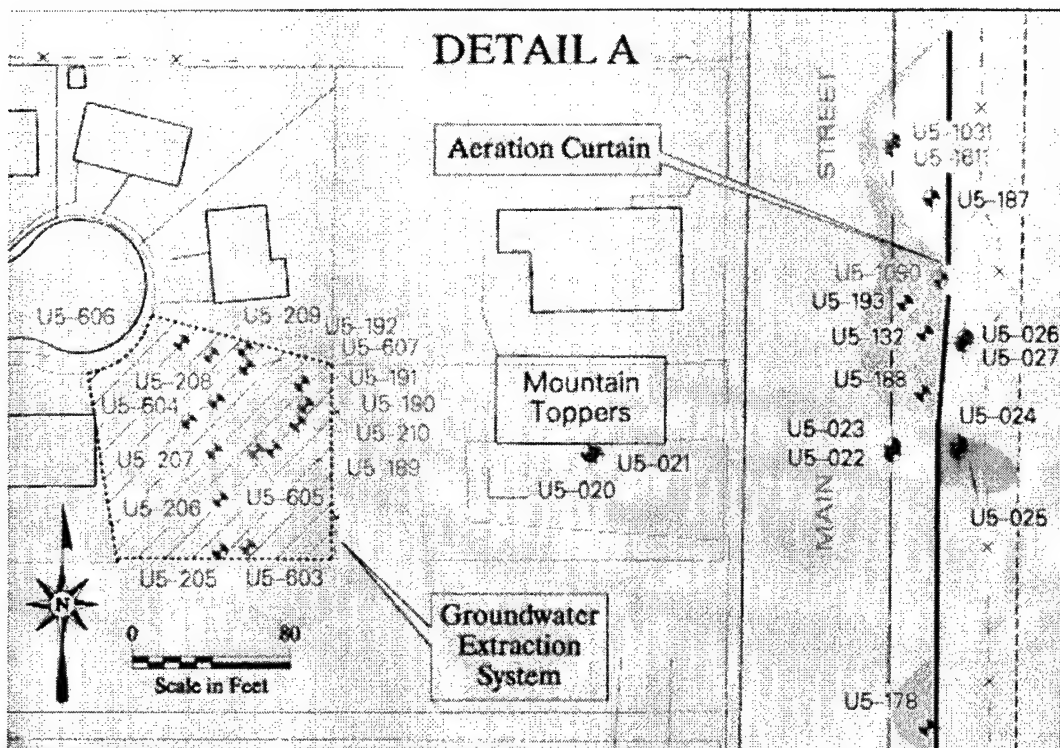 DETAIL A
Aeration Curtain
STREET
U5-1031
U5-1611
U5-187
U5-1090
U5-193
U5-132
U5-026
U5-027
U5-188
U5-606
U5-209
U5-192
U5-607
U5-208
U5-191
U5-604
U5-190
U5-210
U5-207
U5-189
U5-206
U5-605
U5-205
U5-603
Mountain
Toppers
U5-021
U5-020
U5-023
U5-022
U5-024
U5-025
MAIN
N
0 80
Scale in Feet
Groundwater
Extraction
System
U5-178